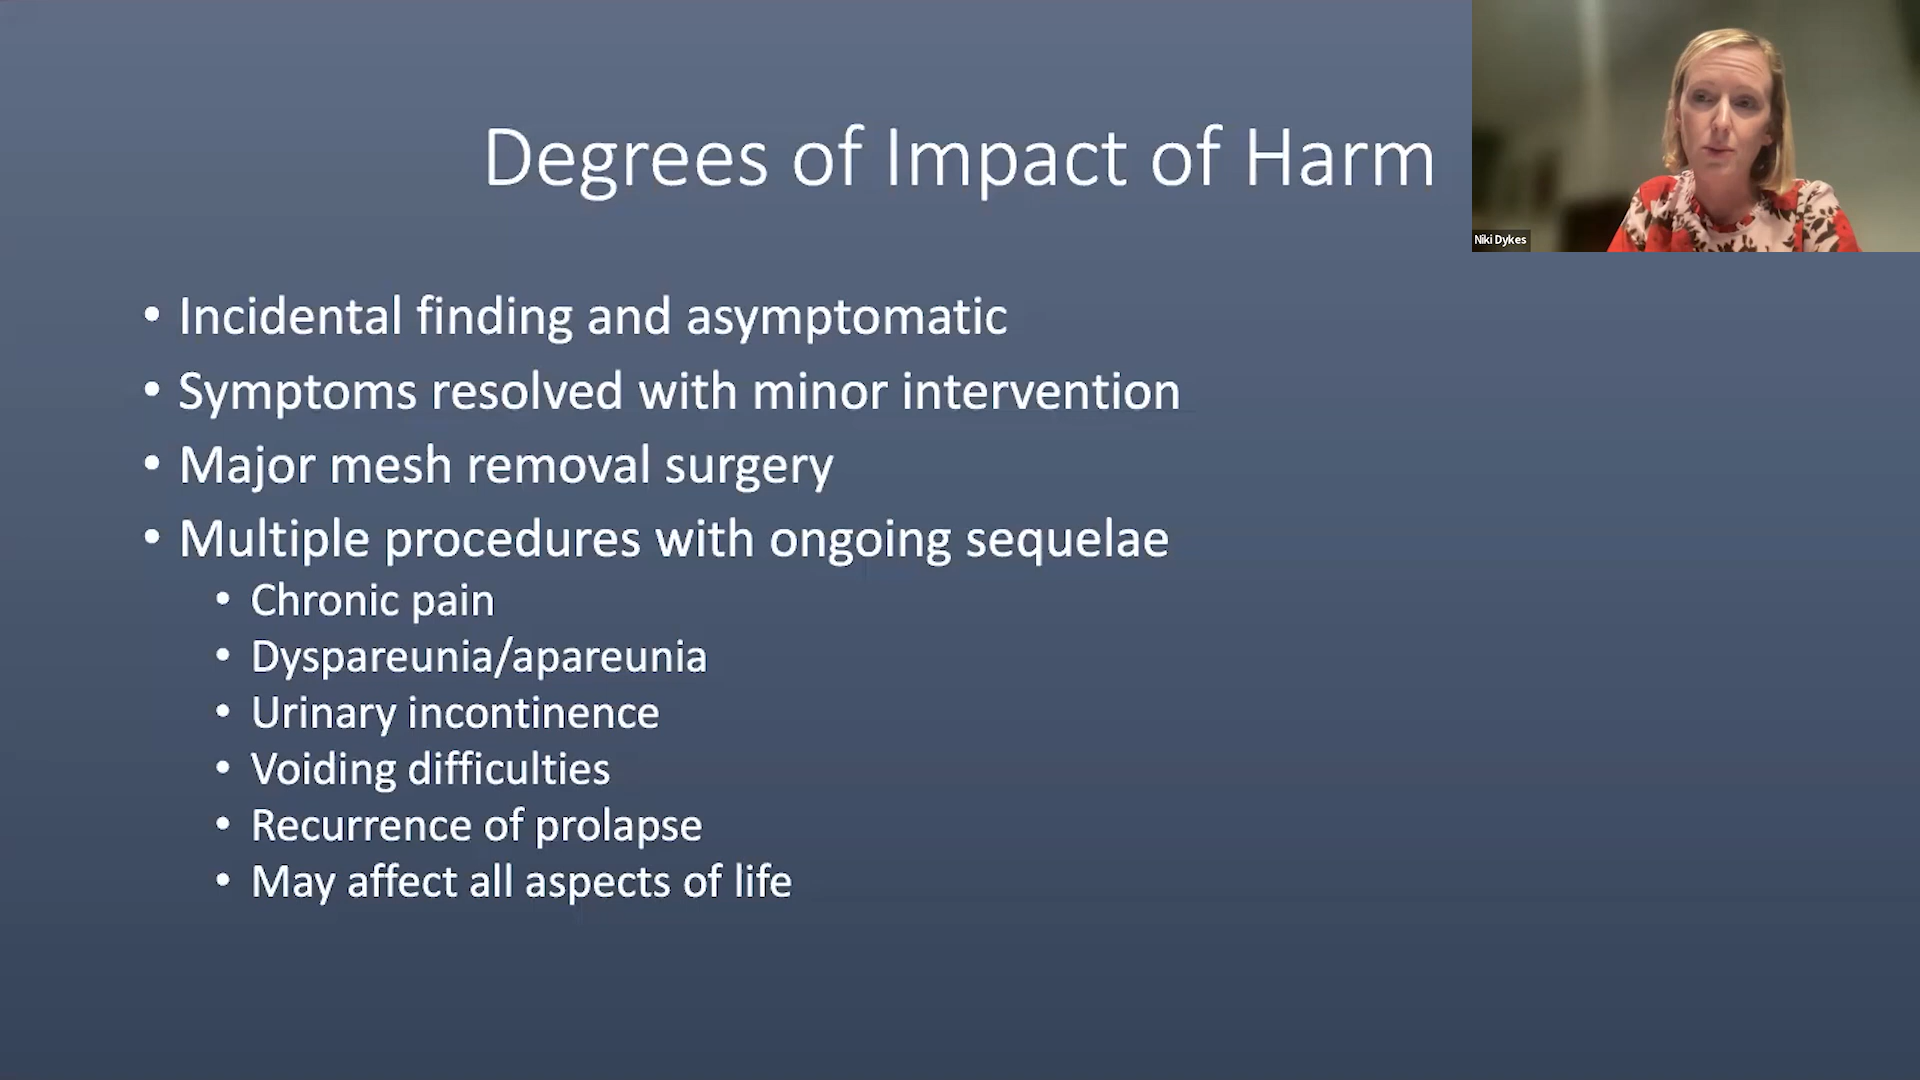 Degrees of Impact of Harm
Niki Dykes
• Incidental finding and asymptomatic
• Symptoms resolved with minor intervention
• Major mesh removal surgery
• Multiple procedures with ongoing sequelae
• Chronic pain
• Dyspareunia/apareunia
• Urinary incontinence
• Voiding difficulties
• Recurrence of prolapse
• May affect all aspects of life